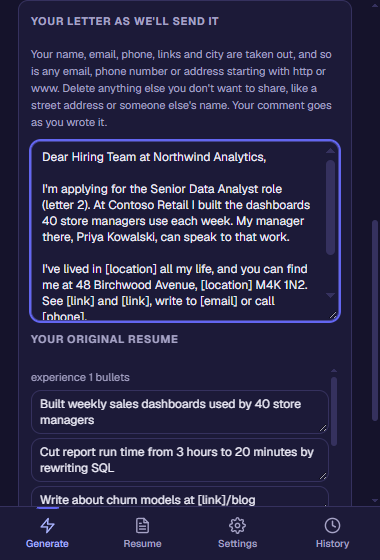 YOUR LETTER AS WE'LL SEND IT
Your name, email, phone, links and city are taken out, and so
is any email, phone number or address starting with http or
www. Delete anything else you don't want to share, like a
street address or someone else's name. Your comment goes
as you wrote it.
Dear Hiring Team at Northwind Analytics,
I'm applying for the Senior Data Analyst role
(letter 2). At Contoso Retail I built the dashboards
40 store managers use each week. My manager
there, Priya Kowalski, can speak to that work.
I've lived in [location] all my life, and you can find
me at 48 Birchwood Avenue, [location] M4K 1N2.
See [link] and [link], write to [email] or call
[phone].
YOUR ORIGINAL RESUME
experience 1 bullets
Built weekly sales dashboards used by 40 store
managers
Cut report run time from 3 hours to 20 minutes by
rewriting SQL
Write about churn models at [link]/blog
Generate
Resume
Settings
History